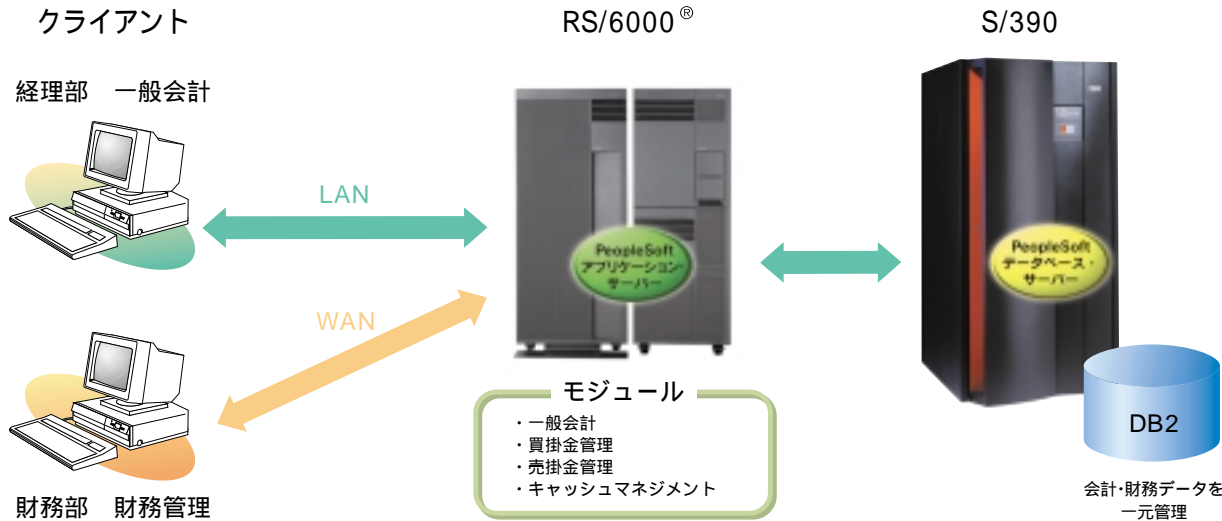 クライアント
RS/6000®
S/390
経理部 一般会計
LAN
PeopleSoft
アプリケーション・
サーバー
PeopleSoft
データベース・
サーバー
WAN
モジュール
・一般会計
・買掛金管理
・売掛金管理
・キャッシュマネジメント
DB2
財務部 財務管理
会計・財務データを
一元管理